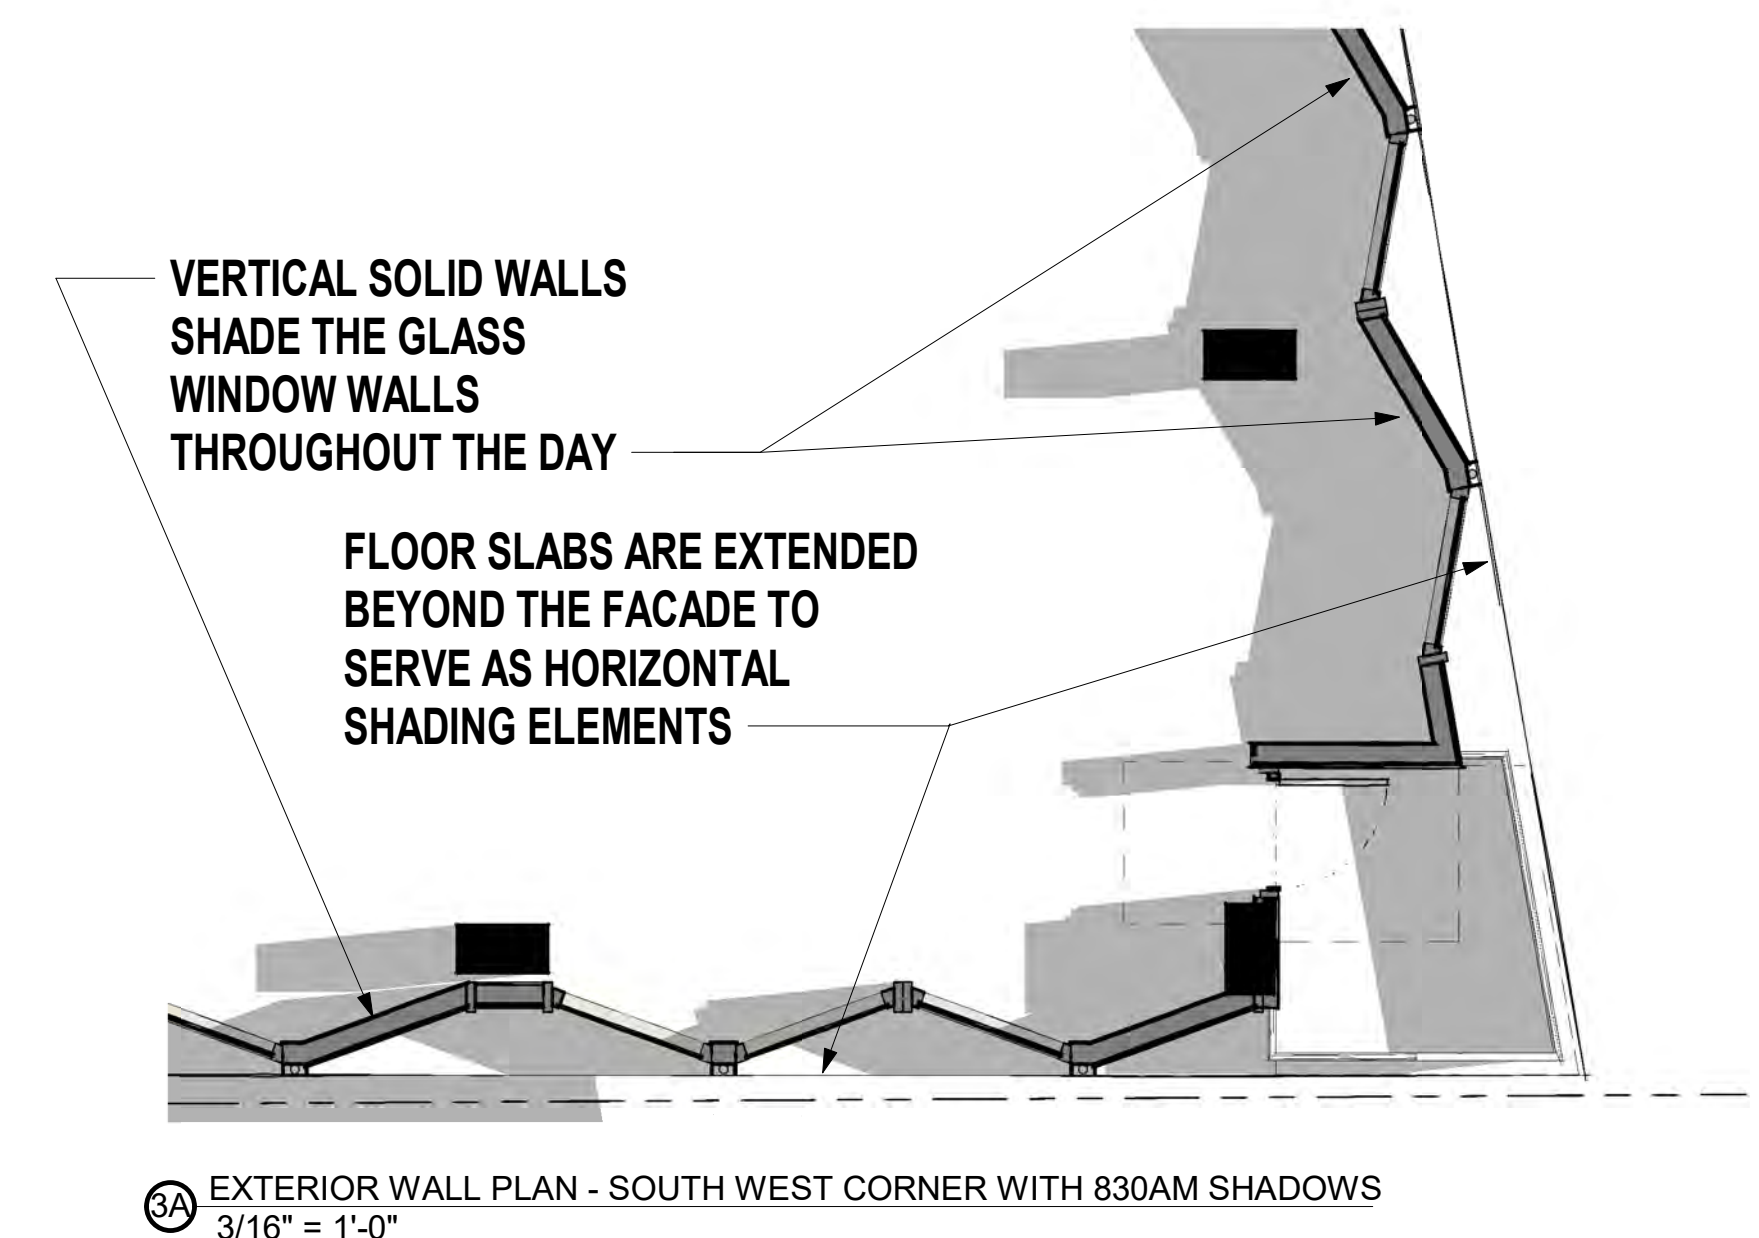 VERTICAL SOLID WALLS
SHADE THE GLASS
WINDOW WALLS
THROUGHOUT THE DAY
FLOOR SLABS ARE EXTENDED
BEYOND THE FACADE TO
SERVE AS HORIZONTAL
SHADING ELEMENTS
3A
EXTERIOR WALL PLAN - SOUTH WEST CORNER WITH 830AM SHADOWS
3/16" = 1'-0"